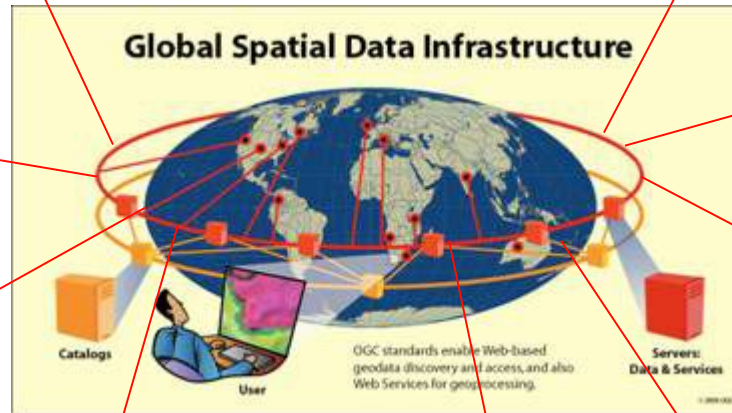 Global Spatial Data Infrastructure
Catalogs
User
OGC standards enable Web-based
geodata discovery and access, and also
Web Services for geoprocessing.
Servers:
Data & Services